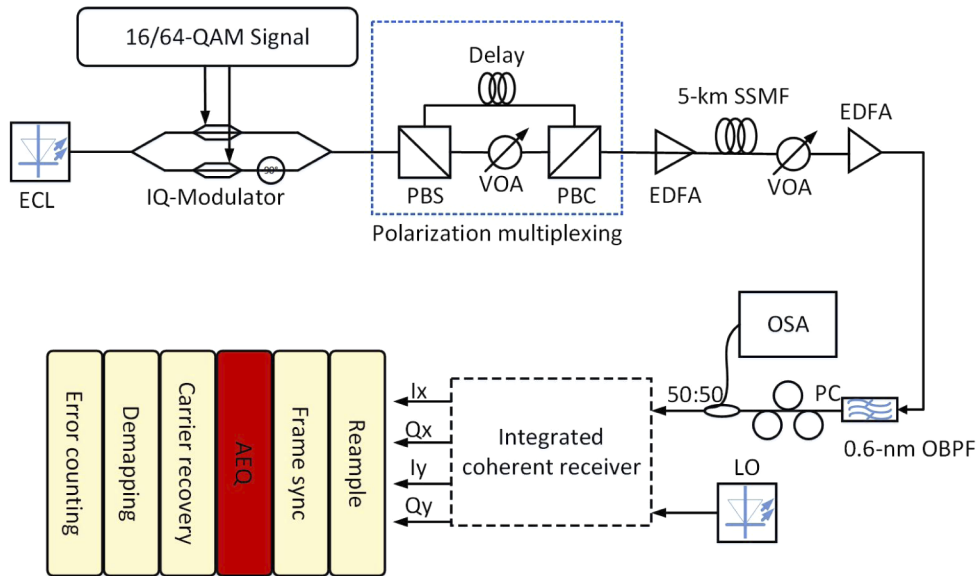 16/64-QAM Signal
Delay
5-km SSMF
EDFA
90°
ECL
IQ-Modulator
PBS
VOA
PBC
EDFA
VOA
Polarization multiplexing
OSA
50:50
PC
0.6-nm OBPF
LO
Integrated
coherent receiver
Ix
Qx
Iy
Qy
Error counting
Demapping
Carrier recovery
AEQ
Frame sync
Reample